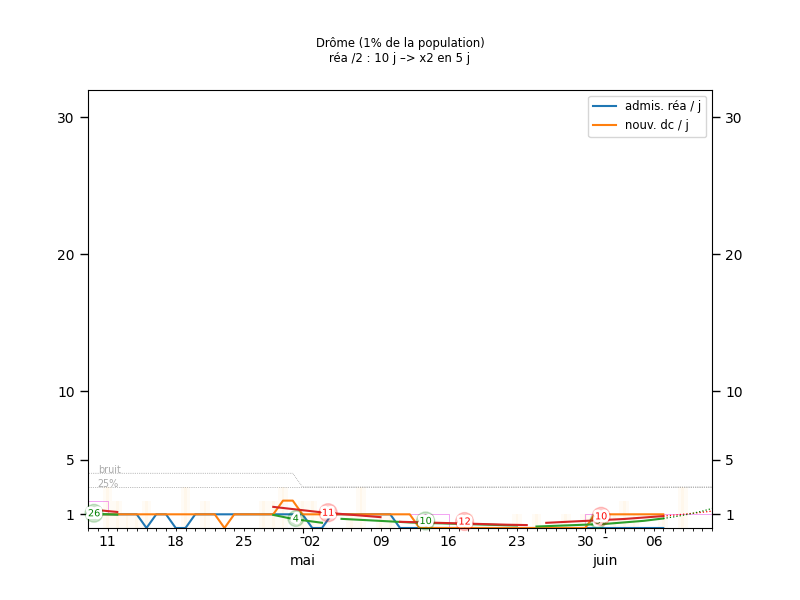 Drôme (1% de la population)
réa /2 : 10 j –> x2 en 5 j
admis. réa / j
nouv. dc / j
30 30
20 20
10 10
5 5
bruit
25%
1 1
26 4 11 10 12 10
11 18 25 02 09 16 23 30 06
mai juin